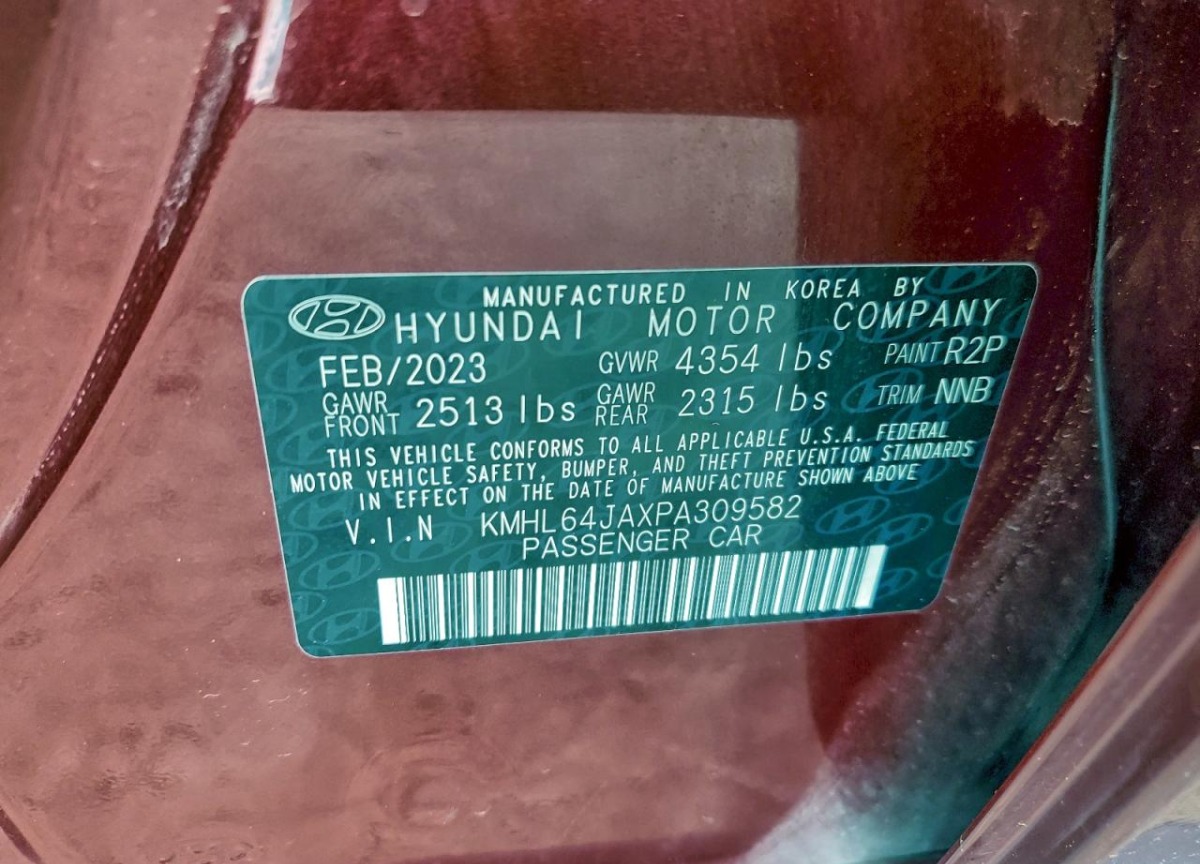 MANUFACTURED IN KOREA BY
HYUNDAI MOTOR COMPANY
FEB/2023 GVWR 4354 lbs PAINT R2P
GAWR FRONT 2513 lbs GAWR REAR 2315 lbs TRIM NNB
THIS VEHICLE CONFORMS TO ALL APPLICABLE U.S.A. FEDERAL
MOTOR VEHICLE SAFETY, BUMPER, AND THEFT PREVENTION STANDARDS
IN EFFECT ON THE DATE OF MANUFACTURE SHOWN ABOVE
V.I.N KMHL64JAXPA309582
PASSENGER CAR